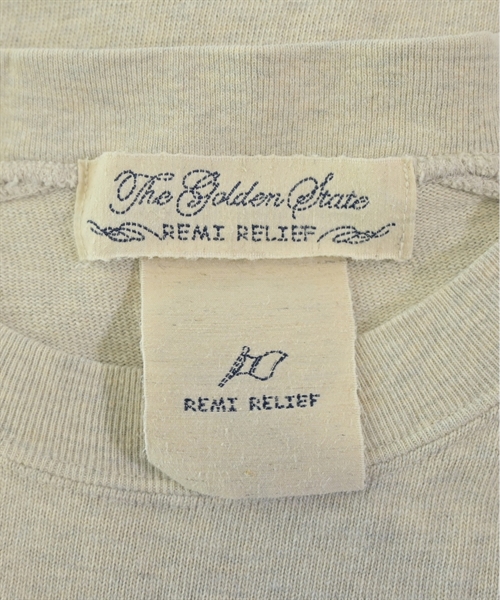 The Golden State
REMI RELIEF
REMI RELIEF